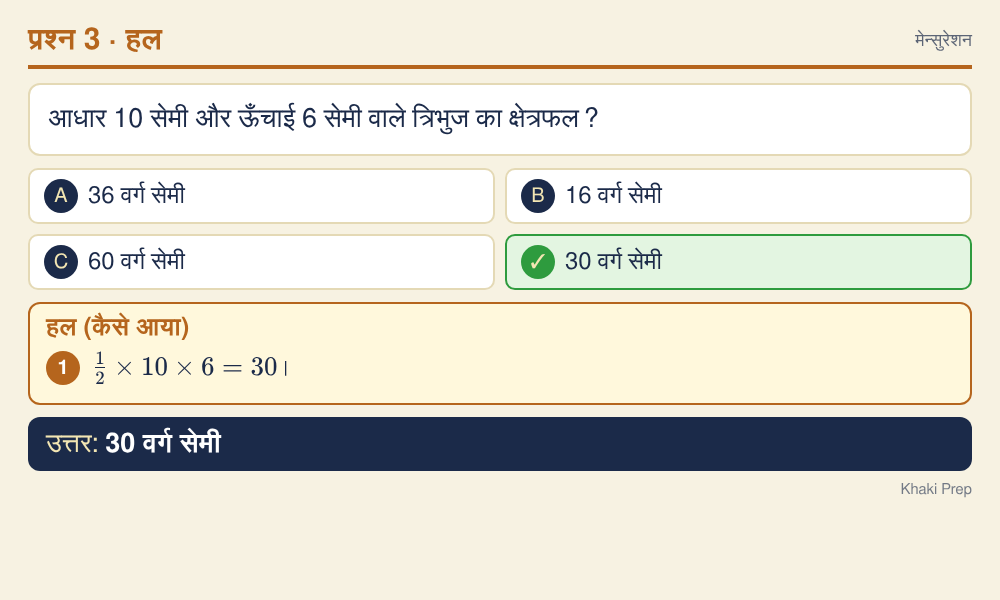 प्रश्न 3 · हल
मेन्सुरेशन
आधार 10 सेमी और ऊँचाई 6 सेमी वाले त्रिभुज का क्षेत्रफल ?
A 36 वर्ग सेमी
B 16 वर्ग सेमी
C 60 वर्ग सेमी
✓ 30 वर्ग सेमी
हल (कैसे आया)
1 1/2 × 10 × 6 = 30।
उत्तर: 30 वर्ग सेमी
Khaki Prep